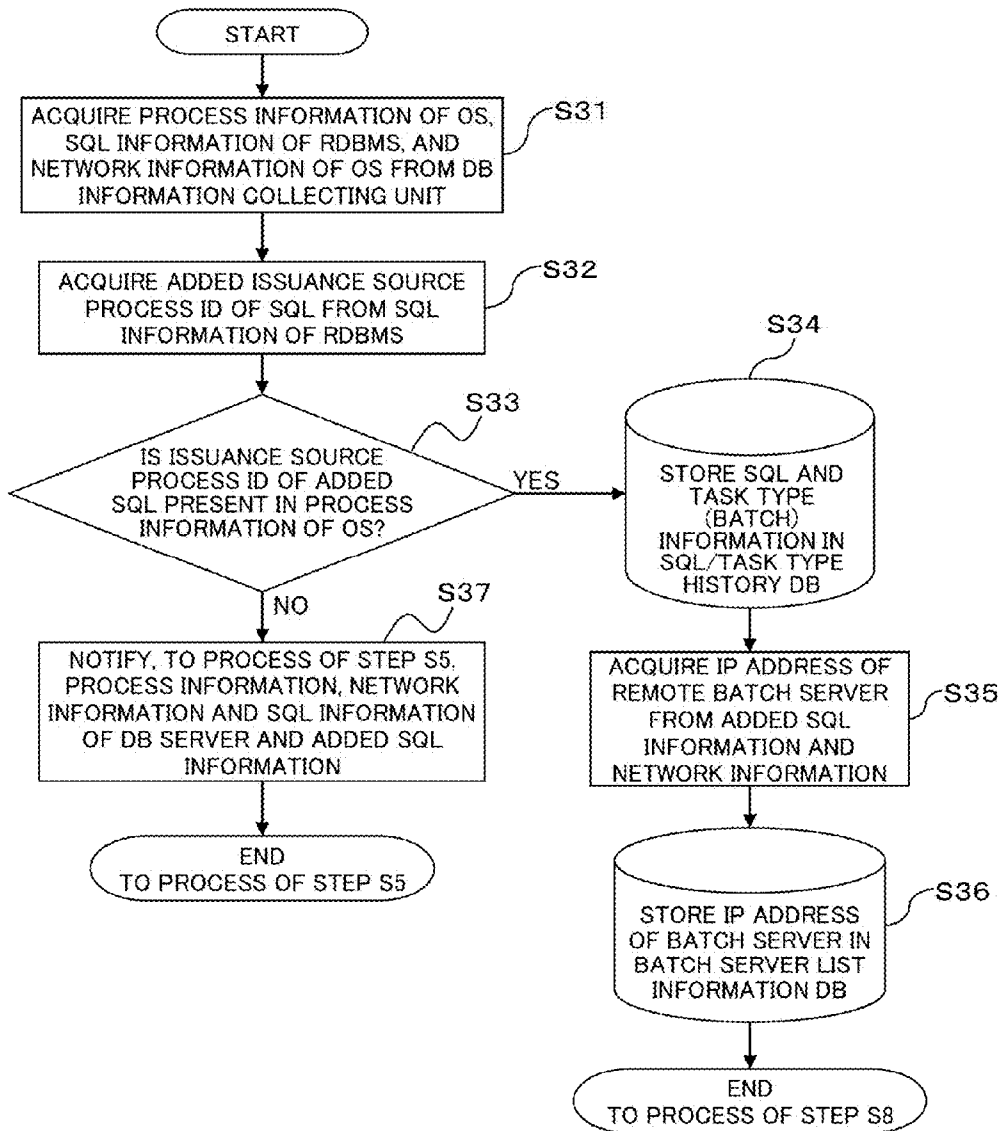 START
ACQUIRE PROCESS INFORMATION OF OS,
SQL INFORMATION OF RDBMS, AND
NETWORK INFORMATION OF OS FROM DB
INFORMATION COLLECTING UNIT
S31
ACQUIRE ADDED ISSUANCE SOURCE
PROCESS ID OF SQL FROM SQL
INFORMATION OF RDBMS
S32
IS ISSUANCE SOURCE
PROCESS ID OF ADDED
SQL PRESENT IN PROCESS
INFORMATION OF OS?
S33
YES
NO
S34
STORE SQL AND
TASK TYPE
(BATCH)
INFORMATION IN
SQL/TASK TYPE
HISTORY DB
S37
NOTIFY, TO PROCESS OF STEP S5,
PROCESS INFORMATION, NETWORK
INFORMATION AND SQL INFORMATION
OF DB SERVER AND ADDED SQL
INFORMATION
END
TO PROCESS OF STEP S5
ACQUIRE IP ADDRESS OF
REMOTE BATCH SERVER
FROM ADDED SQL
INFORMATION AND
NETWORK INFORMATION
S35
STORE IP ADDRESS
OF BATCH SERVER IN
BATCH SERVER LIST
INFORMATION DB
S36
END
TO PROCESS OF STEP S8